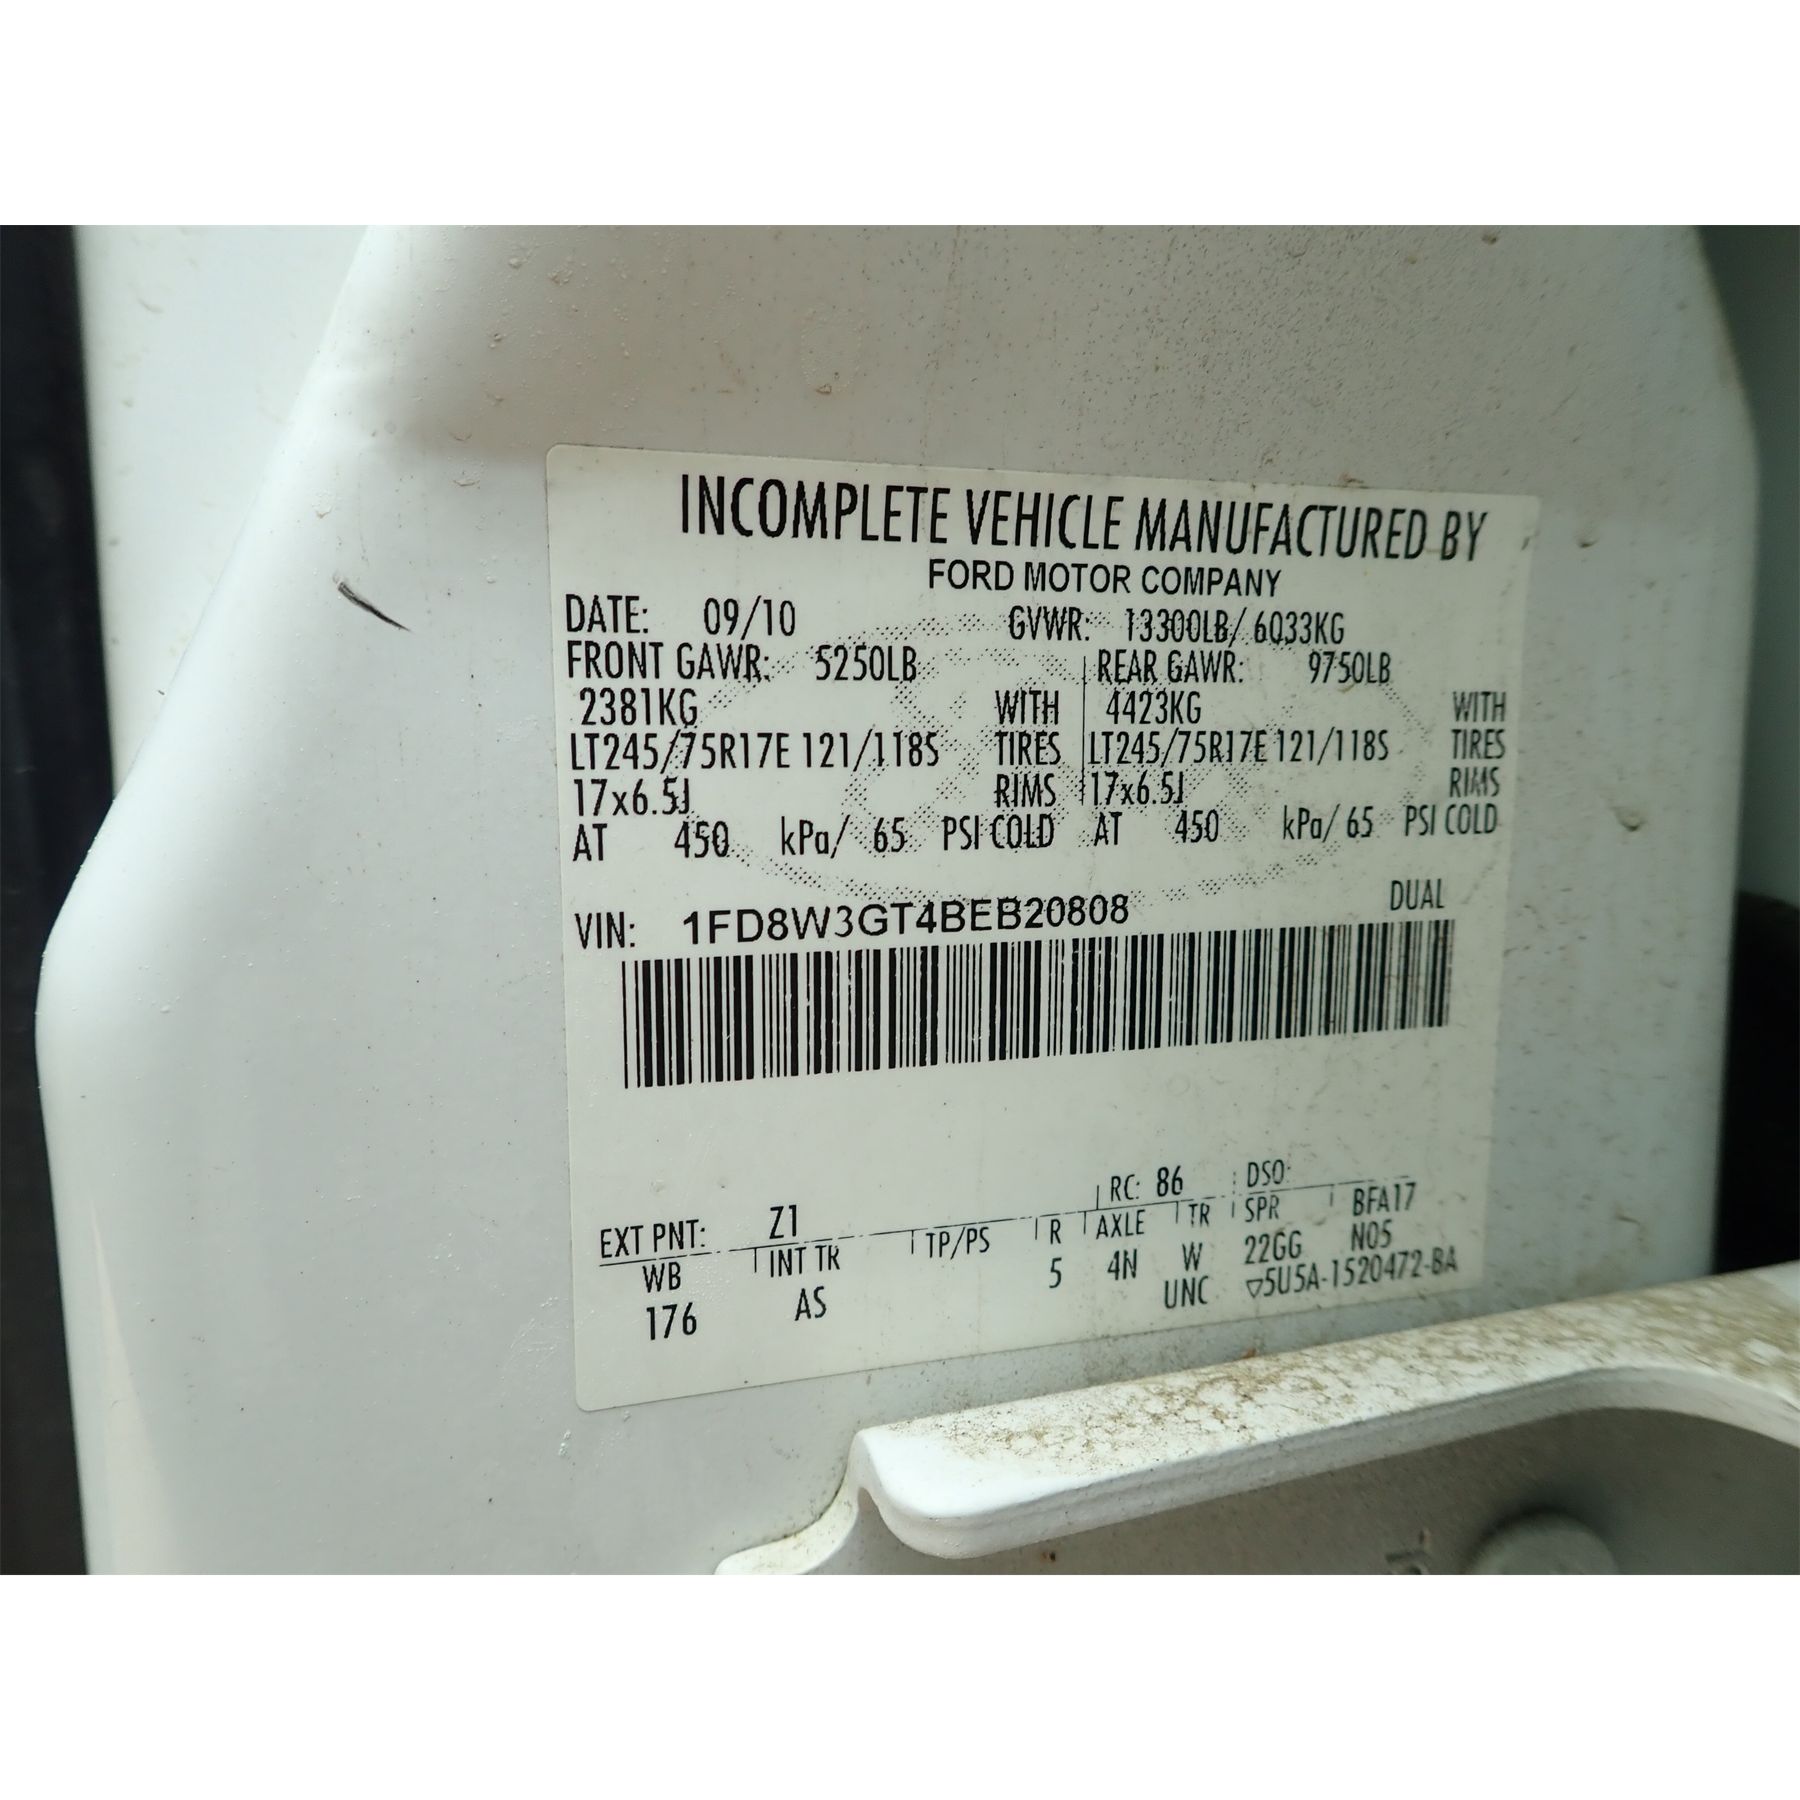 INCOMPLETE VEHICLE MANUFACTURED BY
FORD MOTOR COMPANY
DATE: 09/10 GVWR: 13300LB/ 6033KG
FRONT GAWR: 5250LB REAR GAWR: 9750LB
2381KG WITH 4423KG WITH
LT245/75R17E 121/118S TIRES LT245/75R17E 121/118S TIRES
17x6.5J RIMS 17x6.5J RIMS
AT 450 kPa/ 65 PSI COLD AT 450 kPa/ 65 PSI COLD
VIN: 1FD8W3GT4BEB20808 DUAL
EXT PNT: Z1 RC: 86 DSO:
WB INT TR TP/PS R AXLE TR SPR BFA17
176 AS 5 4N W 22GG N05
UNC ▽5U5A-1520472-BA